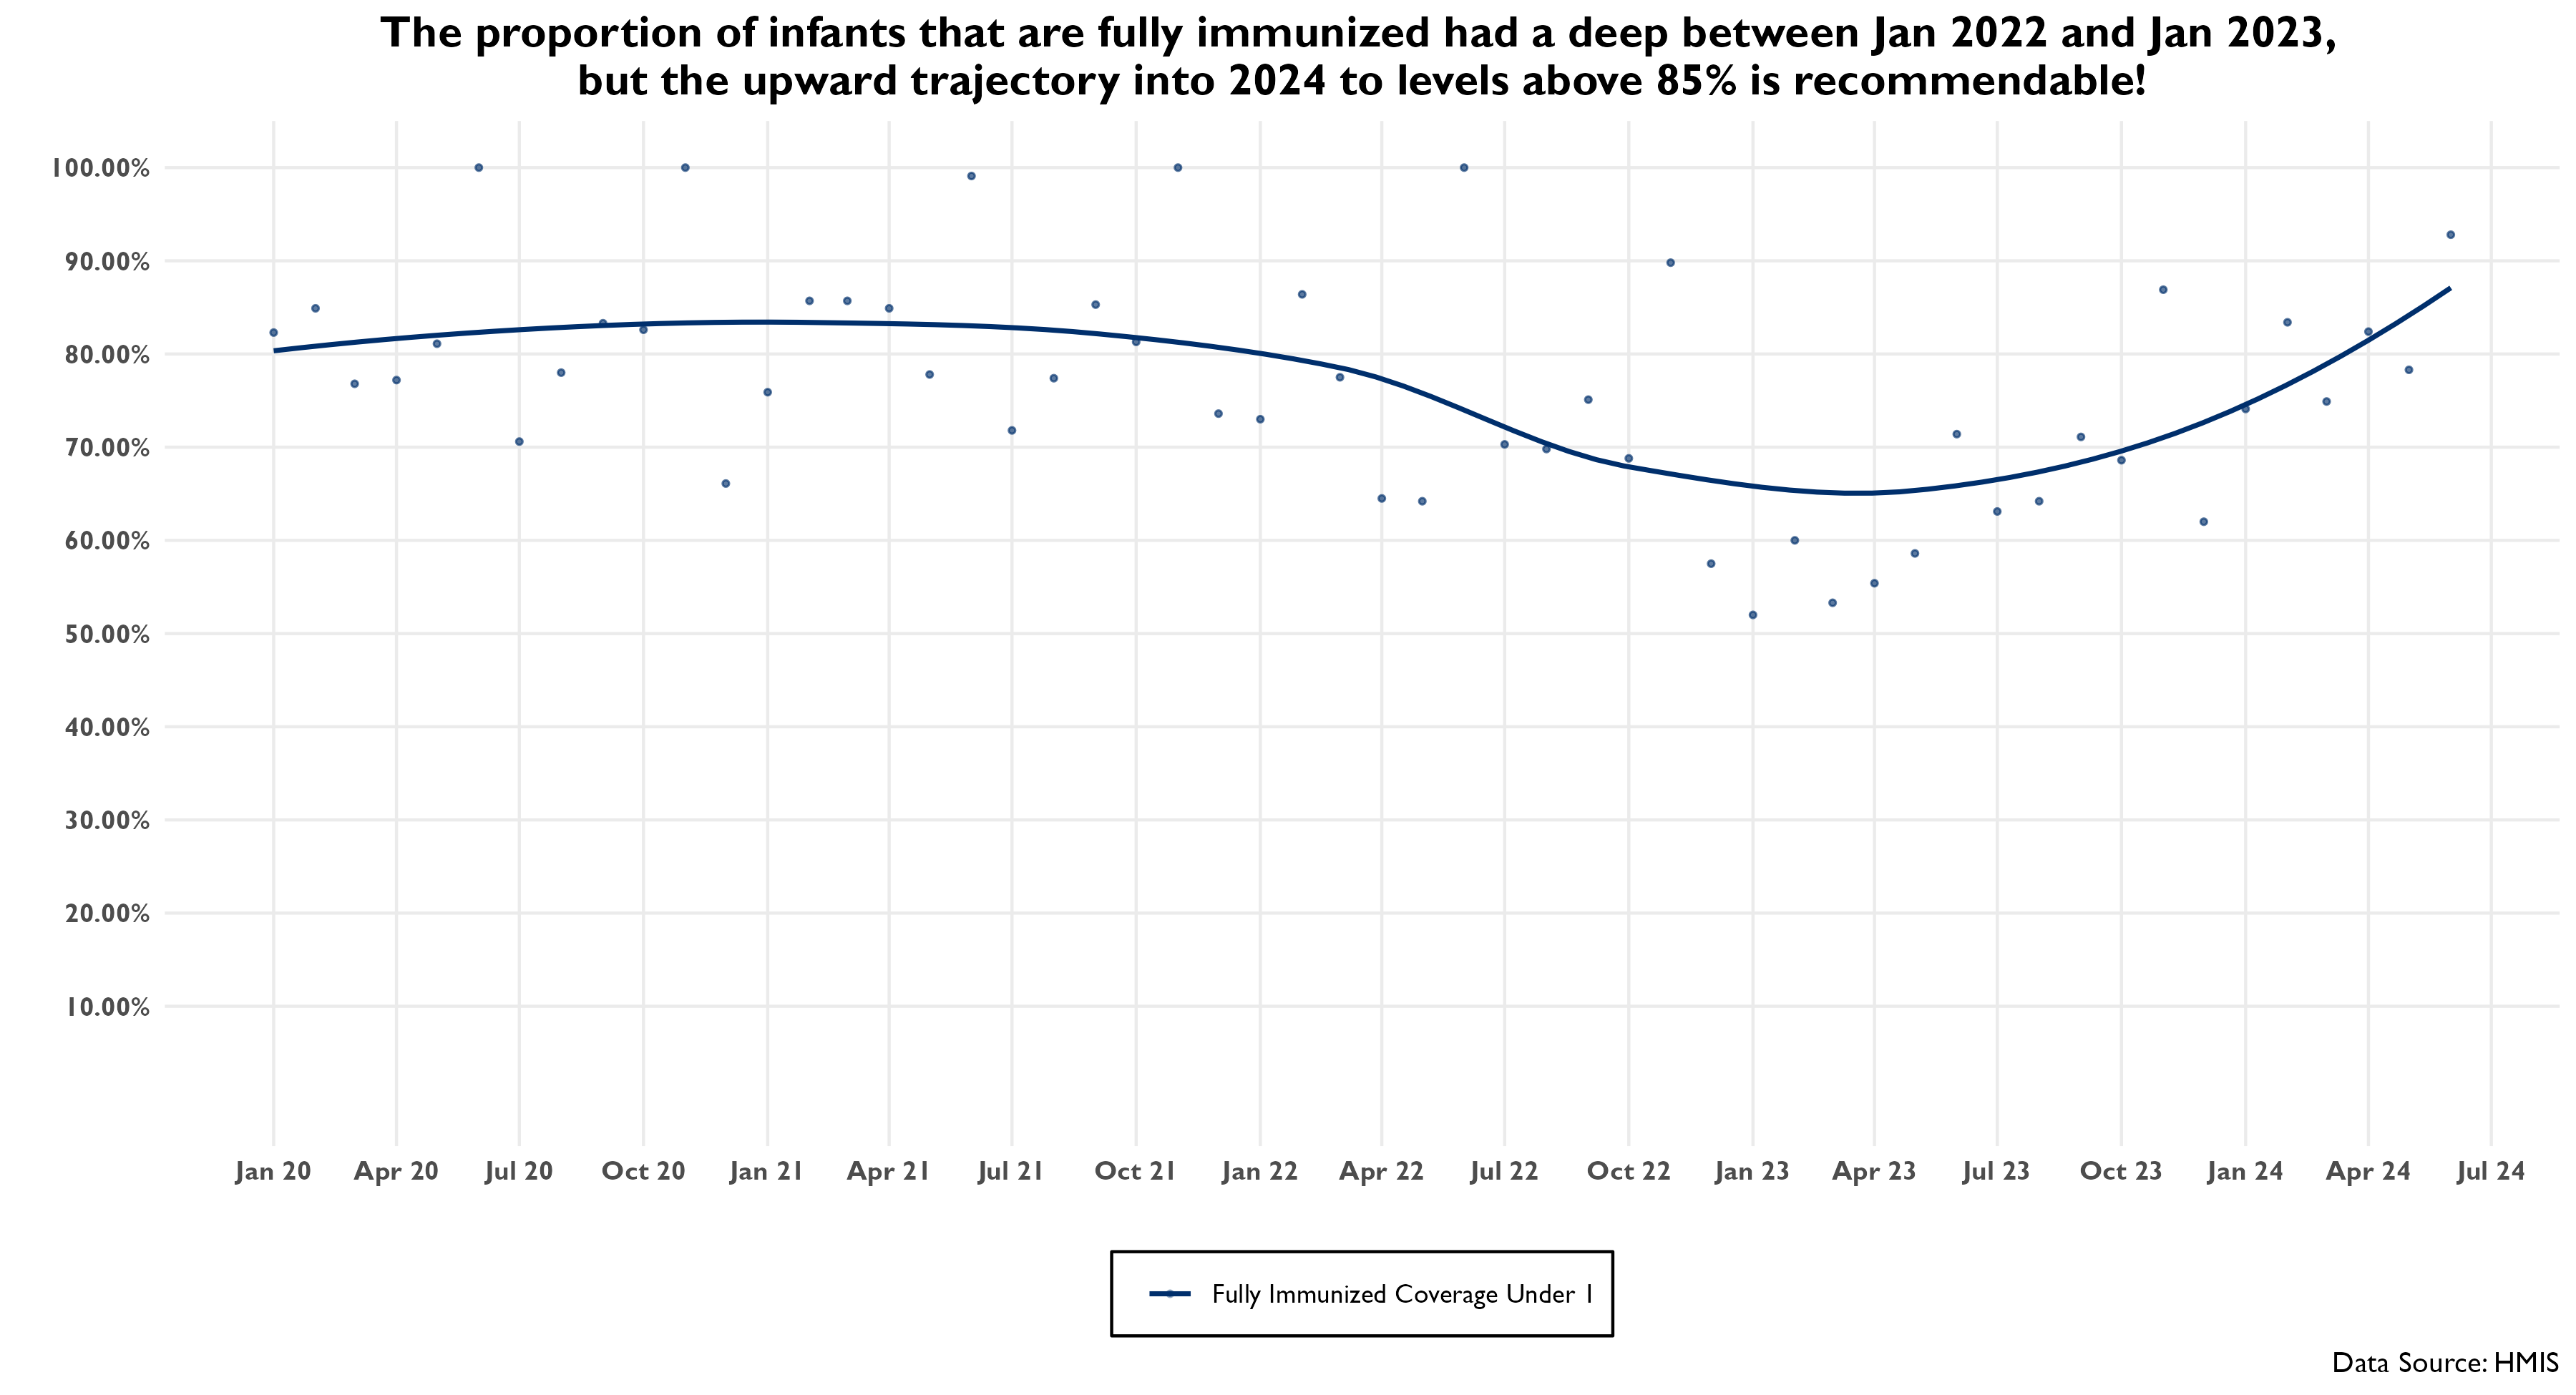 The proportion of infants that are fully immunized had a deep between Jan 2022 and Jan 2023,
but the upward trajectory into 2024 to levels above 85% is recommendable!
100.00%
90.00%
80.00%
70.00%
60.00%
50.00%
40.00%
30.00%
20.00%
10.00%
Jan 20 Apr 20 Jul 20 Oct 20 Jan 21 Apr 21 Jul 21 Oct 21 Jan 22 Apr 22 Jul 22 Oct 22 Jan 23 Apr 23 Jul 23 Oct 23 Jan 24 Apr 24 Jul 24
Fully Immunized Coverage Under 1
Data Source: HMIS